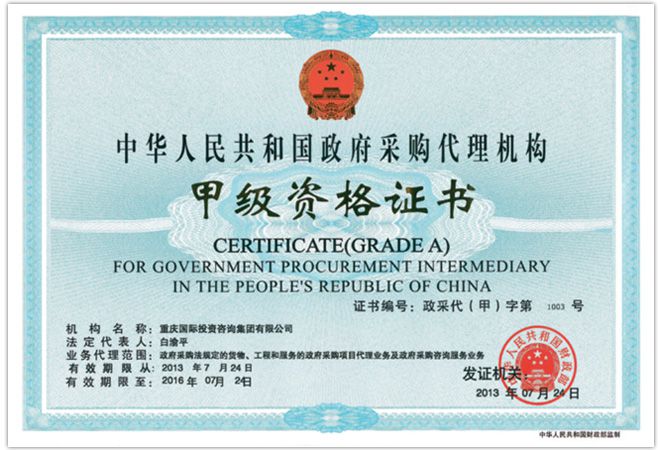 中华人民共和国政府采购代理机构
甲级资格证书
CERTIFICATE(GRADE A)
FOR GOVERNMENT PROCUREMENT INTERMEDIARY
IN THE PEOPLE'S REPUBLIC OF CHINA
证书编号：政采代（甲）字第 1003 号
机构名称：重庆国际投资咨询集团有限公司
法定代表人：白渝平
业务代理范围：政府采购法规定的货物、工程和服务的政府采购项目代理业务及政府采购咨询服务业务
有效期限从：2013 年 7 月 24 日
有效期限至：2016 年 07月 24日
中华人民共和国财政部
发证机关：
2013 年 07 月 24 日
中华人民共和国财政部监制